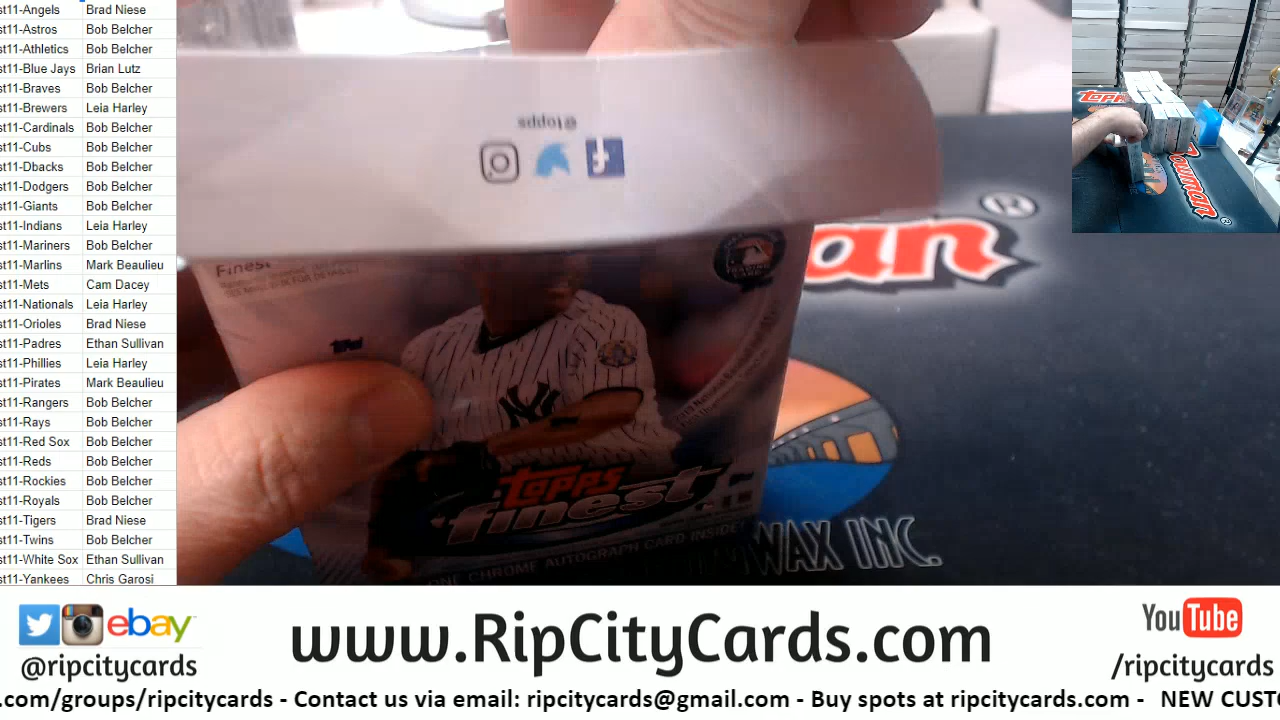 st11-Angels Brad Niese
st11-Astros Bob Belcher
st11-Athletics Bob Belcher
st11-Blue Jays Brian Lutz
st11-Braves Bob Belcher
st11-Brewers Leia Harley
st11-Cardinals Bob Belcher
st11-Cubs Bob Belcher
st11-Dbacks Bob Belcher
st11-Dodgers Bob Belcher
st11-Giants Bob Belcher
st11-Indians Leia Harley
st11-Mariners Bob Belcher
st11-Marlins Mark Beaulieu
st11-Mets Cam Dacey
st11-Nationals Leia Harley
st11-Orioles Brad Niese
st11-Padres Ethan Sullivan
st11-Phillies Leia Harley
st11-Pirates Mark Beaulieu
st11-Rangers Bob Belcher
st11-Rays Bob Belcher
st11-Red Sox Bob Belcher
st11-Reds Bob Belcher
st11-Rockies Bob Belcher
st11-Royals Bob Belcher
st11-Tigers Brad Niese
st11-Twins Bob Belcher
st11-White Sox Ethan Sullivan
st11-Yankees Chris Garosi
@topps
Finest
Topps
an®
NY
Topps
finest
ONE CHROME AUTOGRAPH CARD INSIDE!
WAX INC.
Topps
owman
ebay
@ripcitycards
www.RipCityCards.com
YouTube
/ripcitycards
.com/groups/ripcitycards - Contact us via email: ripcitycards@gmail.com - Buy spots at ripcitycards.com - NEW CUST